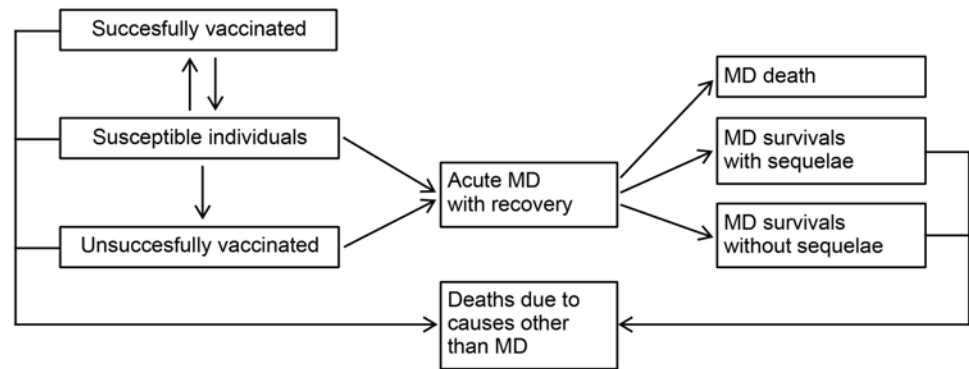 Succesfully vaccinated
Susceptible individuals
Unsuccesfully vaccinated
Acute MD
with recovery
MD death
MD survivals
with sequelae
MD survivals
without sequelae
Deaths due to
causes other
than MD